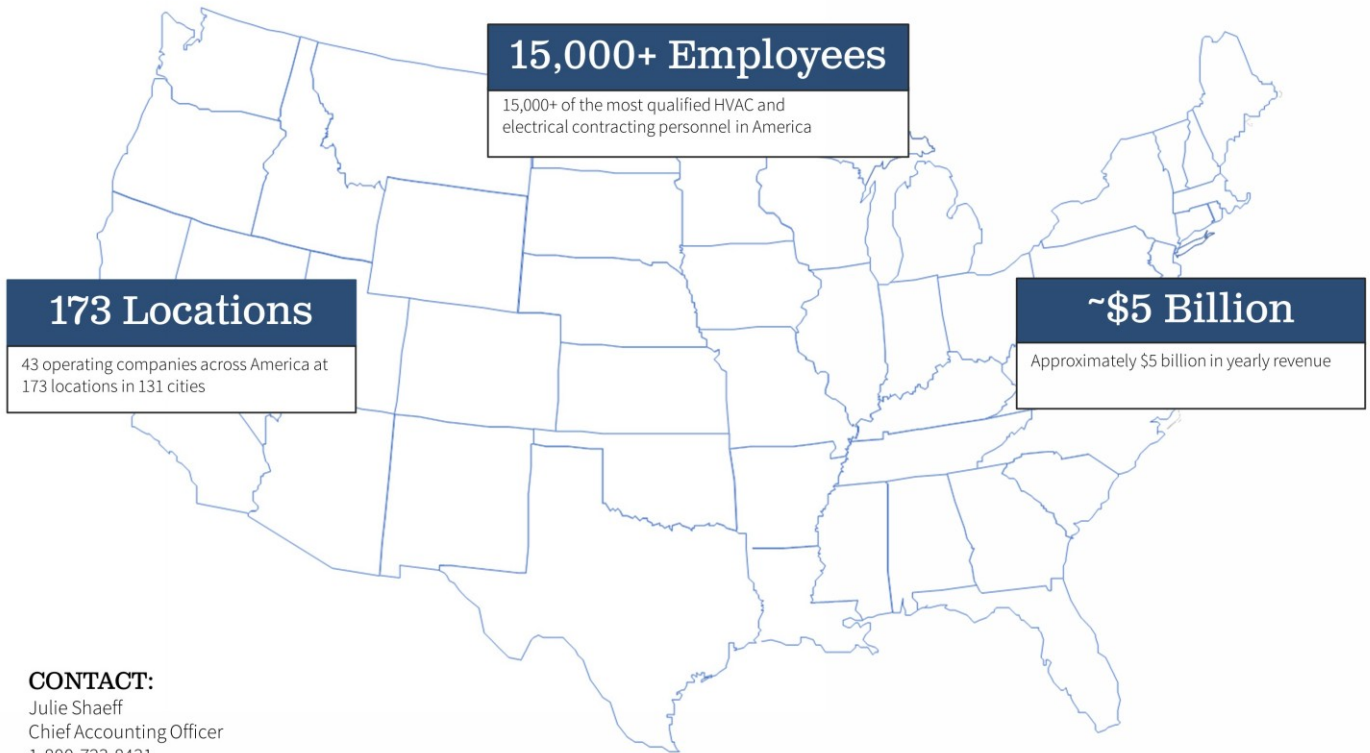 15,000+ Employees
15,000+ of the most qualified HVAC and
electrical contracting personnel in America
173 Locations
43 operating companies across America at
173 locations in 131 cities
~$5 Billion
Approximately $5 billion in yearly revenue
CONTACT:
Julie Shaeff
Chief Accounting Officer